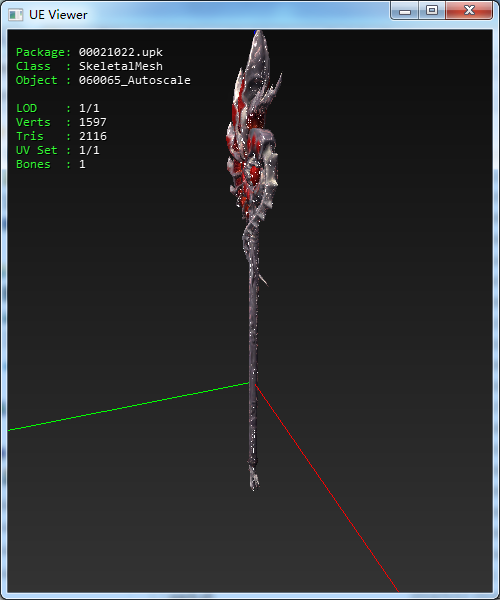 UE Viewer
Package: 00021022.upk
Class : SkeletalMesh
Object : 060065_Autoscale
LOD : 1/1
Verts : 1597
Tris : 2116
UV Set : 1/1
Bones : 1